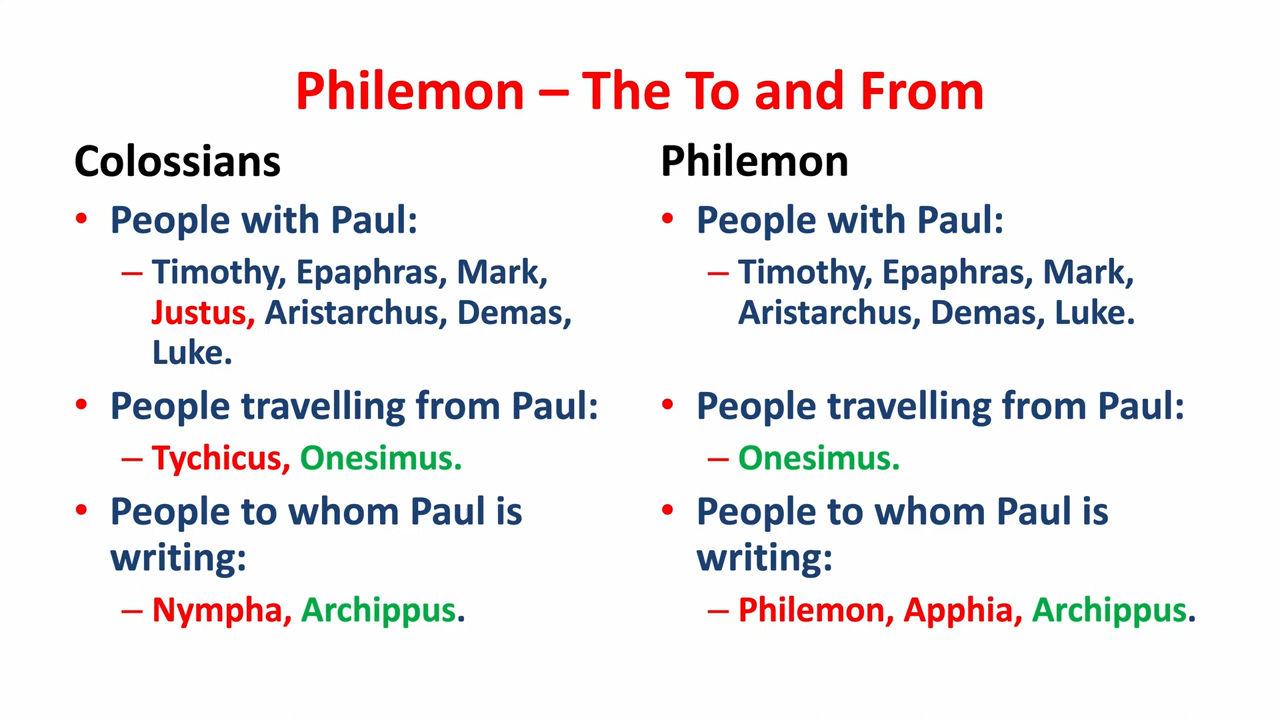 Philemon – The To and From
Colossians
• People with Paul:
– Timothy, Epaphras, Mark,
Justus, Aristarchus, Demas,
Luke.
• People travelling from Paul:
– Tychicus, Onesimus.
• People to whom Paul is
writing:
– Nympha, Archippus.
Philemon
• People with Paul:
– Timothy, Epaphras, Mark,
Aristarchus, Demas, Luke.
• People travelling from Paul:
– Onesimus.
• People to whom Paul is
writing:
– Philemon, Apphia, Archippus.